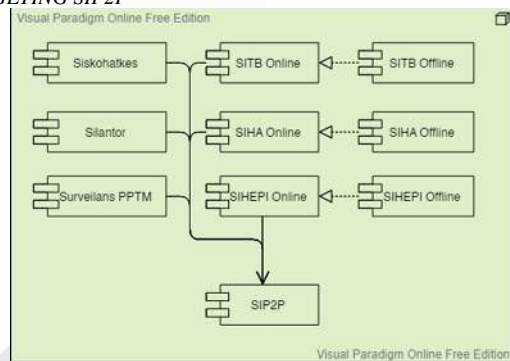 Visual Paradigm Online Free Edition
Siskohatkes
SITB Online
SITB Offline
Silantor
SIHA Online
SIHA Offline
Surveilans PPTM
SIHEPI Online
SIHEPI Offline
SIP2P
Visual Paradigm Online Free Edition